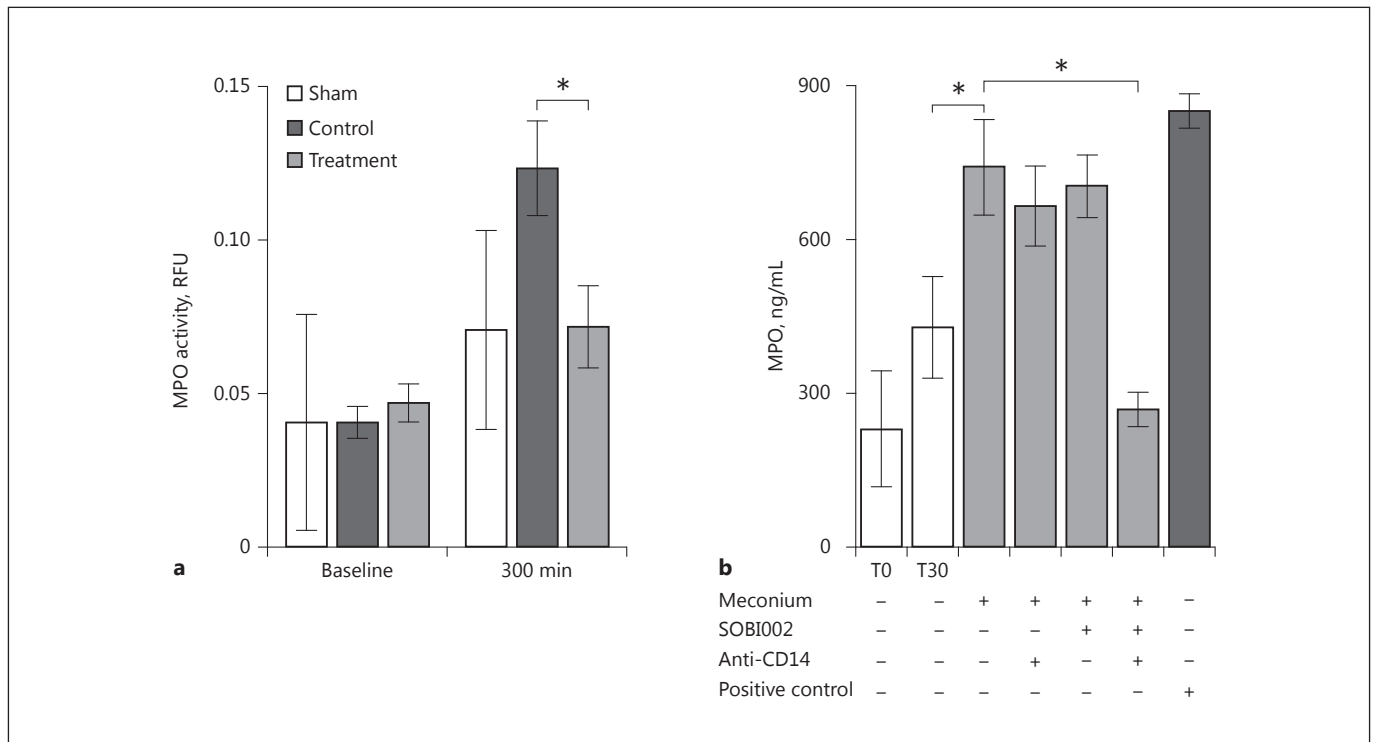 0.15
0.10
0.05
0
MPO activity, RFU
Sham
Control
Treatment
*
Baseline
300 min
a
900
600
300
0
MPO, ng/mL
*
*
b
T0 T30
Meconium – – + + + + –
SOBI002 – – – – + + –
Anti-CD14 – – – + – + –
Positive control – – – – – – +